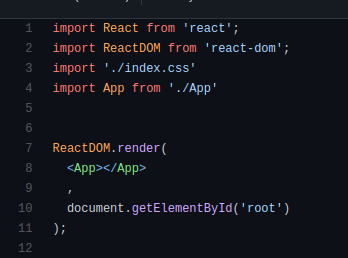 1 import React from 'react';
2 import ReactDOM from 'react-dom';
3 import './index.css'
4 import App from './App'
5
6
7 ReactDOM.render(
8 <App></App>
9 ,
10 document.getElementById('root')
11 );
12